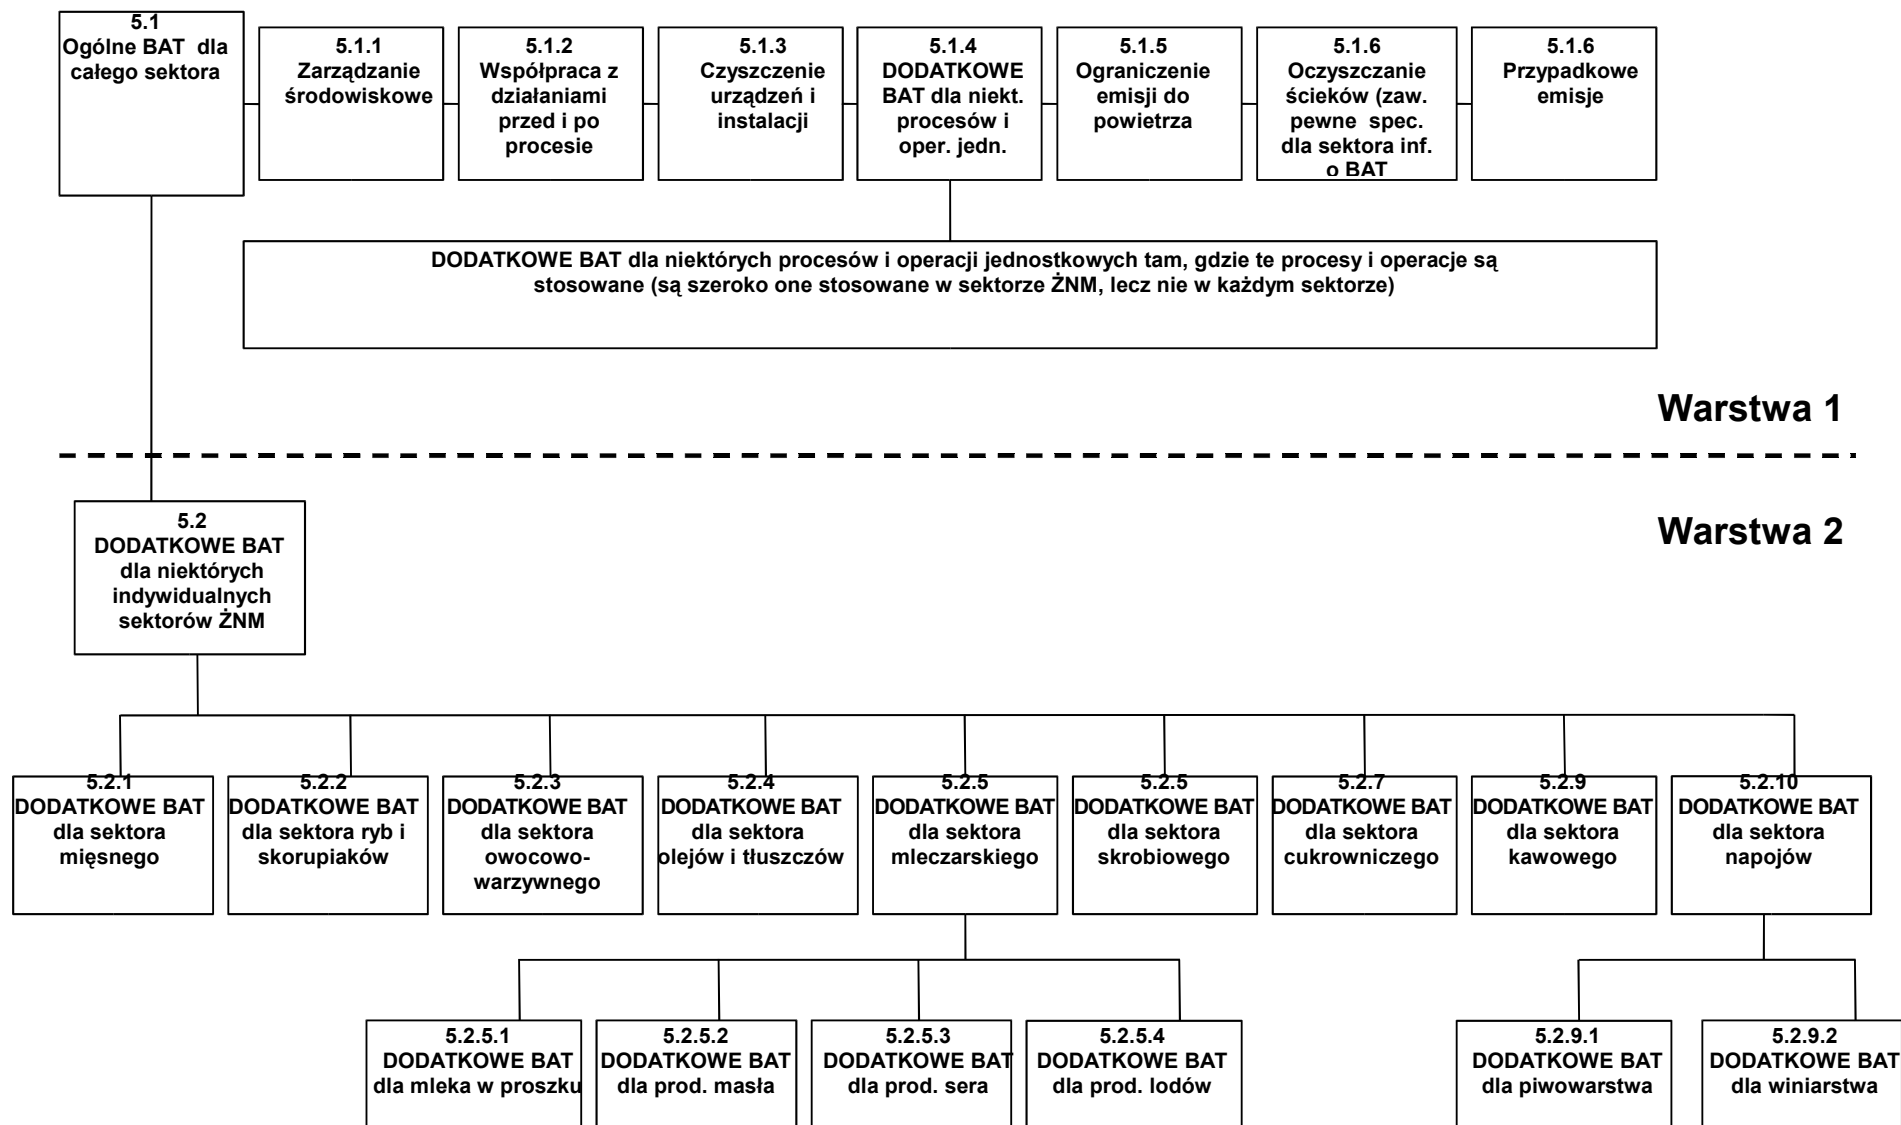 5.1
Ogólne BAT dla
całego sektora
5.1.1
Zarządzanie
środowiskowe
5.1.2
Współpraca z
działaniami
przed i po
procesie
5.1.3
Czyszczenie
urządzeń i
instalacji
5.1.4
DODATKOWE
BAT dla niekt.
procesów i
oper. jedn.
5.1.5
Ograniczenie
emisji do
powietrza
5.1.6
Oczyszczanie
ścieków (zaw.
pewne spec.
dla sektora inf.
o BAT
5.1.6
Przypadkowe
emisje
DODATKOWE BAT dla niektórych procesów i operacji jednostkowych tam, gdzie te procesy i operacje są
stosowane (są szeroko one stosowane w sektorze ŻNM, lecz nie w każdym sektorze)
Warstwa 1
Warstwa 2
5.2
DODATKOWE BAT
dla niektórych
indywidualnych
sektorów ŻNM
5.2.1
DODATKOWE BAT
dla sektora
mięsnego
5.2.2
DODATKOWE BAT
dla sektora ryb i
skorupiaków
5.2.3
DODATKOWE BAT
dla sektora
owocowo-
warzywnego
5.2.4
DODATKOWE BAT
dla sektora
olejów i tłuszczów
5.2.5
DODATKOWE BAT
dla sektora
mleczarskiego
5.2.5
DODATKOWE BAT
dla sektora
skrobiowego
5.2.7
DODATKOWE BAT
dla sektora
cukrowniczego
5.2.9
DODATKOWE BAT
dla sektora
kawowego
5.2.10
DODATKOWE BAT
dla sektora
napojów
5.2.5.1
DODATKOWE BAT
dla mleka w proszku
5.2.5.2
DODATKOWE BAT
dla prod. masła
5.2.5.3
DODATKOWE BAT
dla prod. sera
5.2.5.4
DODATKOWE BAT
dla prod. lodów
5.2.9.1
DODATKOWE BAT
dla piwowarstwa
5.2.9.2
DODATKOWE BAT
dla winiarstwa